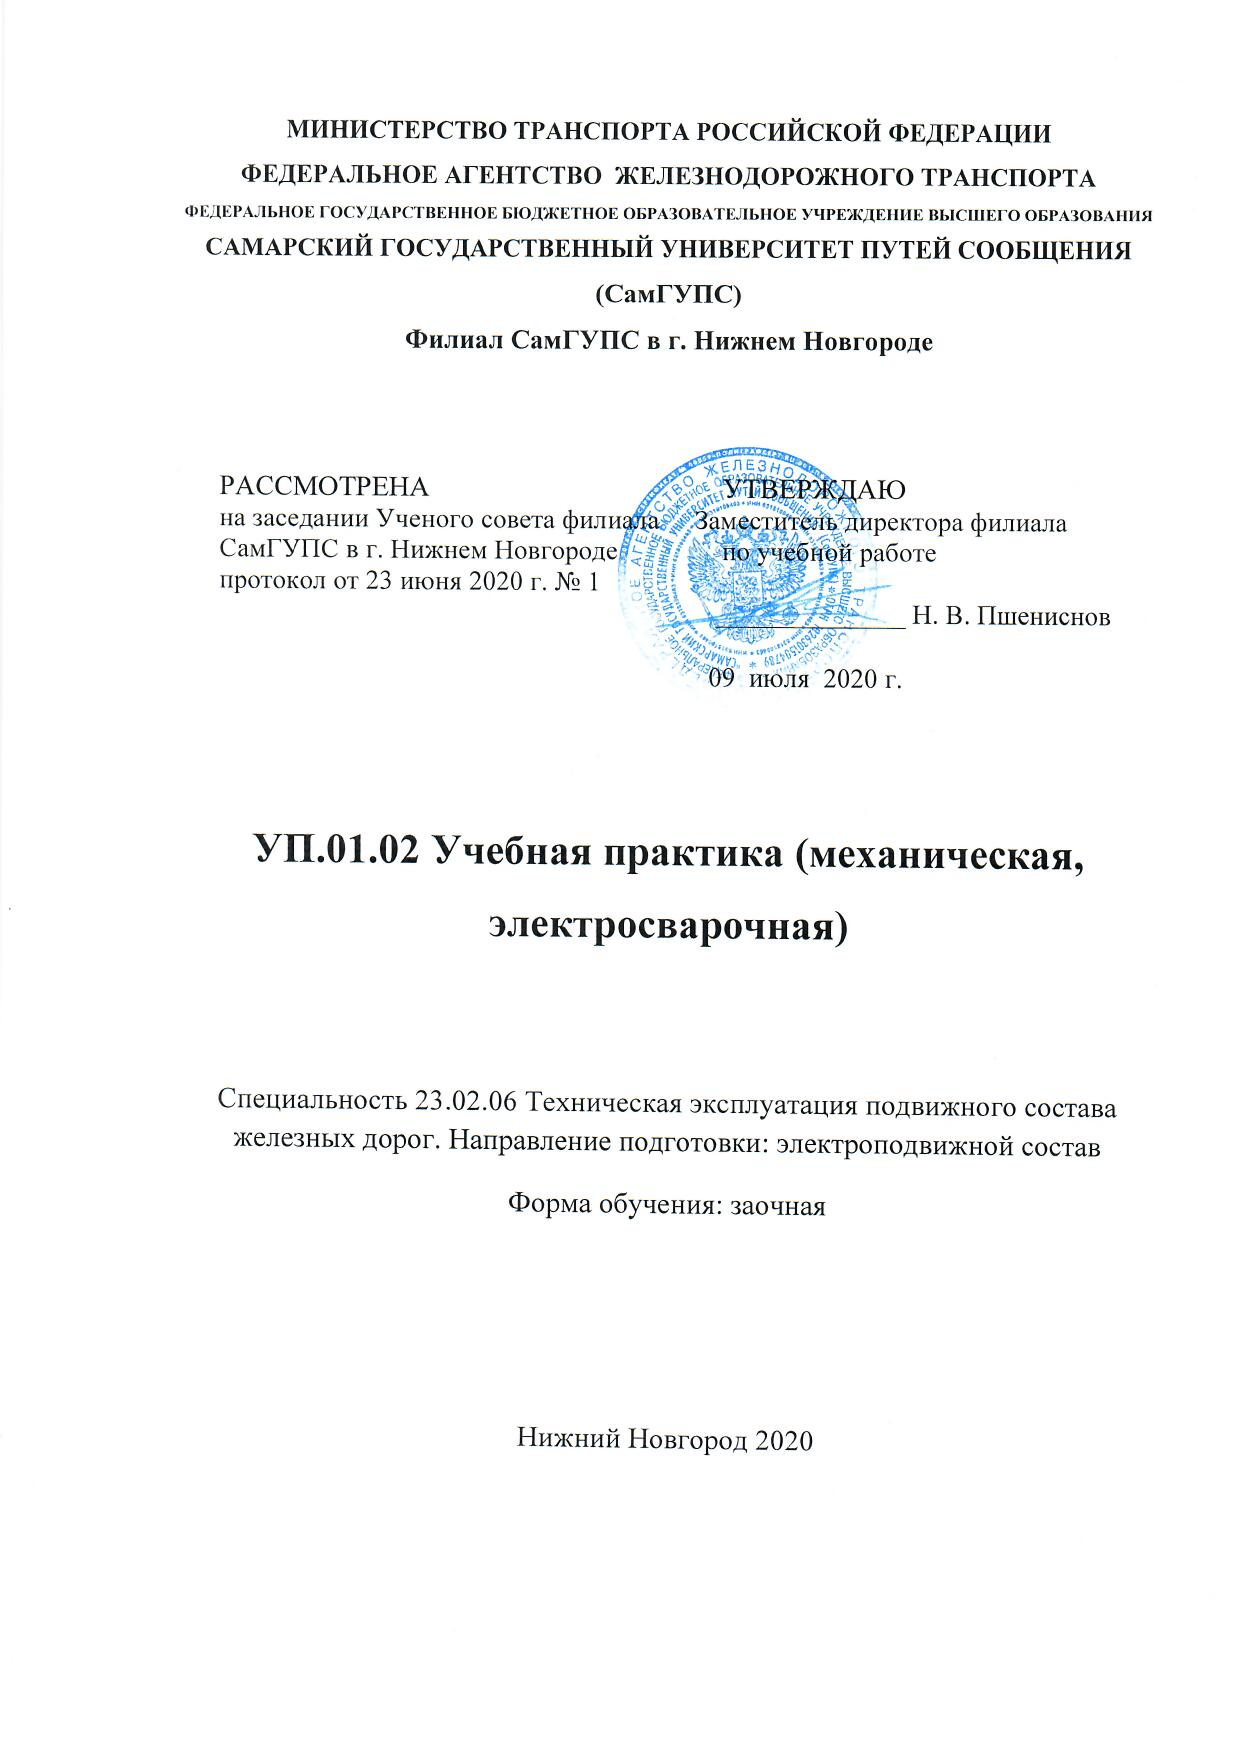 МИНИСТЕРСТВО ТРАНСПОРТА РОССИЙСКОЙ ФЕДЕРАЦИИ
ФЕДЕРАЛЬНОЕ АГЕНТСТВО ЖЕЛЕЗНОДОРОЖНОГО ТРАНСПОРТА
ФЕДЕРАЛЬНОЕ ГОСУДАРСТВЕННОЕ БЮДЖЕТНОЕ ОБРАЗОВАТЕЛЬНОЕ УЧРЕЖДЕНИЕ ВЫСШЕГО ОБРАЗОВАНИЯ
САМАРСКИЙ ГОСУДАРСТВЕННЫЙ УНИВЕРСИТЕТ ПУТЕЙ СООБЩЕНИЯ
(СамГУПС)
Филиал СамГУПС в г. Нижнем Новгороде
РАССМОТРЕНА
на заседании Ученого совета филиала
СамГУПС в г. Нижнем Новгороде
протокол от 23 июня 2020 г. № 1
УТВЕРЖДАЮ
Заместитель директора филиала
по учебной работе
Н. В. Пшениснов
09 июля 2020 г.
УП.01.02 Учебная практика (механическая,
электросварочная)
Специальность 23.02.06 Техническая эксплуатация подвижного состава
железных дорог. Направление подготовки: электроподвижной состав
Форма обучения: заочная
Нижний Новгород 2020